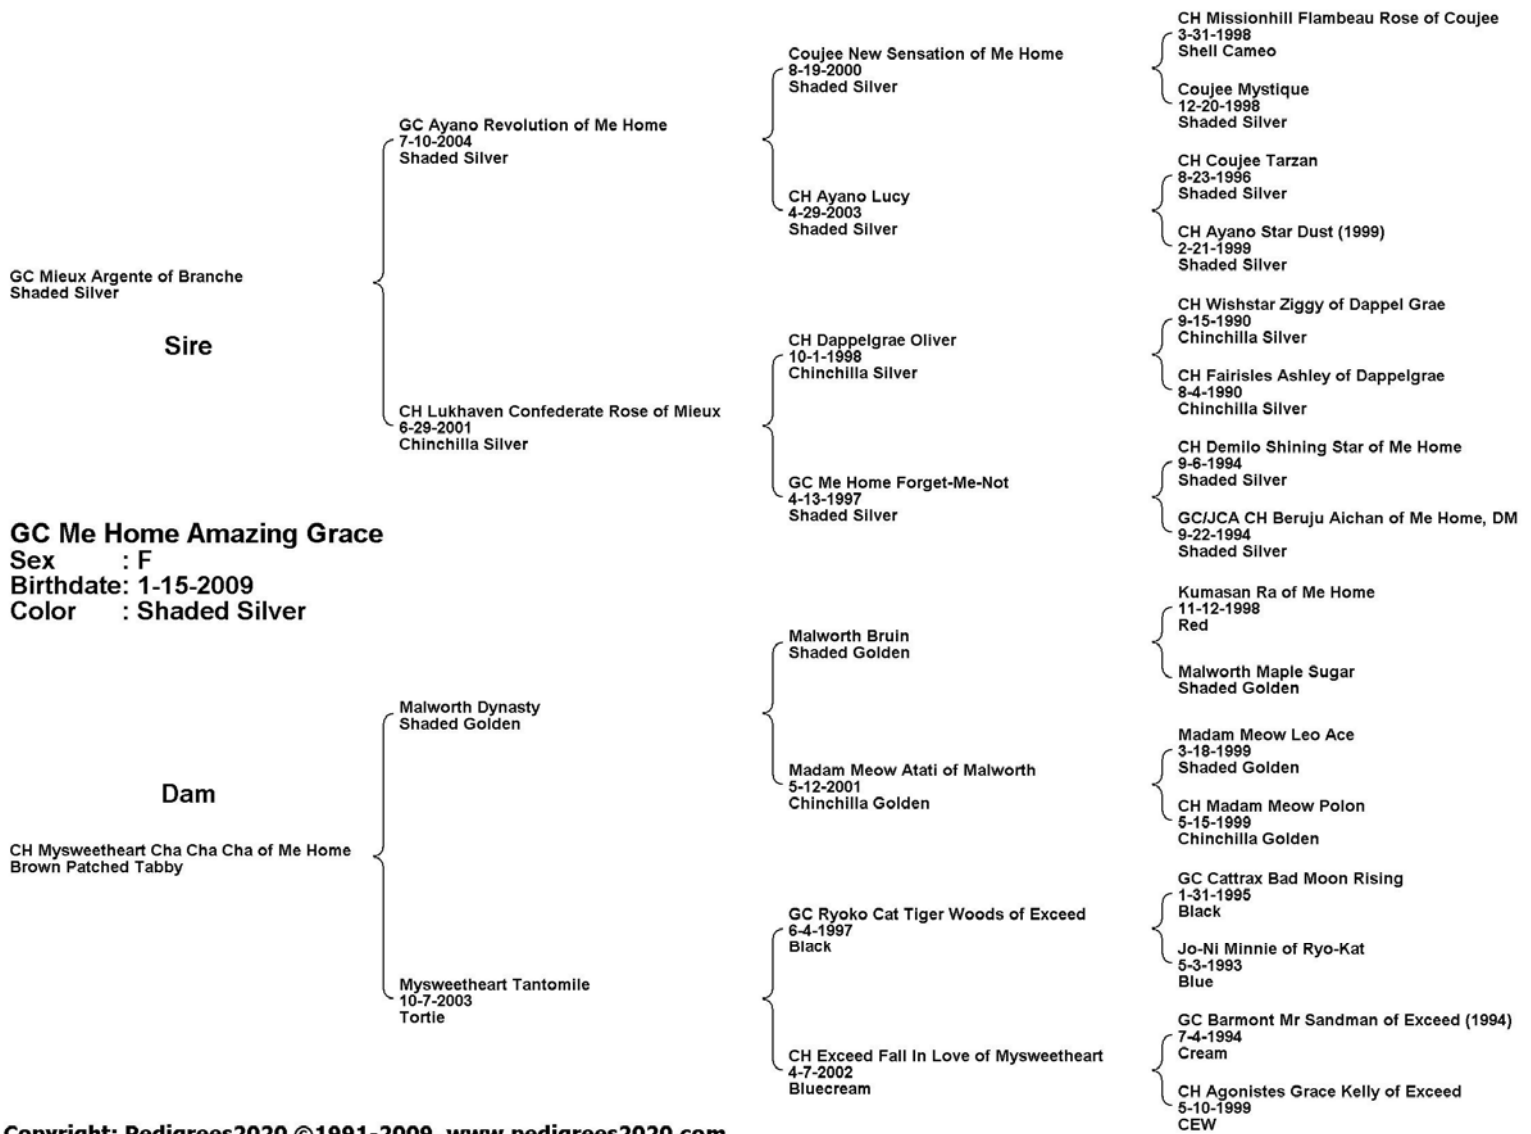 CH Missionhill Flambeau Rose of Coujee
3-31-1998
Shell Cameo
Coujee New Sensation of Me Home
8-19-2000
Shaded Silver
Coujee Mystique
12-20-1998
Shaded Silver
GC Ayano Revolution of Me Home
7-10-2004
Shaded Silver
CH Coujee Tarzan
8-23-1996
Shaded Silver
CH Ayano Lucy
4-29-2003
Shaded Silver
CH Ayano Star Dust (1999)
2-21-1999
Shaded Silver
GC Mieux Argente of Branche
Shaded Silver
Sire
CH Wishstar Ziggy of Dappel Grae
9-15-1990
Chinchilla Silver
CH Dappelgrae Oliver
10-1-1998
Chinchilla Silver
CH Fairisles Ashley of Dappelgrae
8-4-1990
Chinchilla Silver
CH Lukhaven Confederate Rose of Mieux
6-29-2001
Chinchilla Silver
CH Demilo Shining Star of Me Home
9-6-1994
Shaded Silver
GC Me Home Forget-Me-Not
4-13-1997
Shaded Silver
GC/JCA CH Beruju Aichan of Me Home, DM
9-22-1994
Shaded Silver
GC Me Home Amazing Grace
Sex : F
Birthdate: 1-15-2009
Color : Shaded Silver
Kumasan Ra of Me Home
11-12-1998
Red
Malworth Bruin
Shaded Golden
Malworth Maple Sugar
Shaded Golden
Malworth Dynasty
Shaded Golden
Madam Meow Leo Ace
3-18-1999
Shaded Golden
Madam Meow Atati of Malworth
5-12-2001
Chinchilla Golden
CH Madam Meow Polon
5-15-1999
Chinchilla Golden
Dam
CH Mysweetheart Cha Cha Cha of Me Home
Brown Patched Tabby
GC Cattrax Bad Moon Rising
1-31-1995
Black
GC Ryoko Cat Tiger Woods of Exceed
6-4-1997
Black
Jo-Ni Minnie of Ryo-Kat
5-3-1993
Blue
Mysweetheart Tantomile
10-7-2003
Tortie
GC Barmont Mr Sandman of Exceed (1994)
7-4-1994
Cream
CH Exceed Fall In Love of Mysweetheart
4-7-2002
Bluecream
CH Agonistes Grace Kelly of Exceed
5-10-1999
CEW
Copyright: Pedigrees2020 ©1991-2009 www.pedigrees2020.com